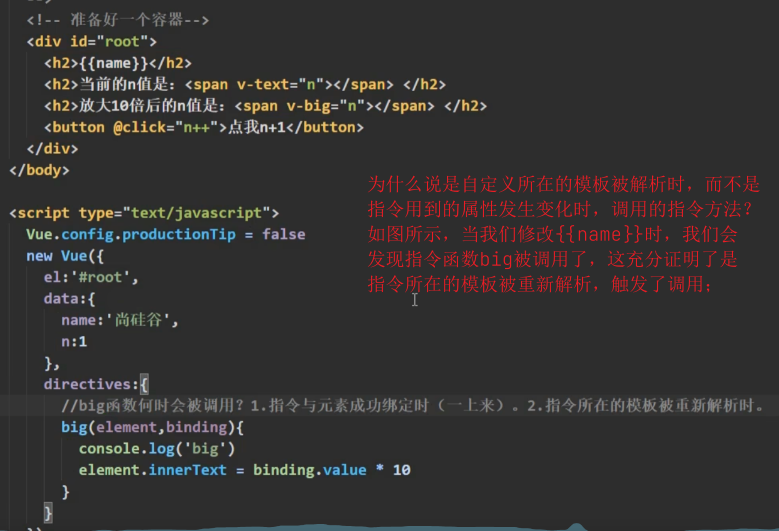 <!-- 准备好一个容器-->
<div id="root">
<h2>{{name}}</h2>
<h2>当前的n值是：<span v-text="n"></span> </h2>
<h2>放大10倍后的n值是：<span v-big="n"></span> </h2>
<button @click="n++">点我n+1</button>
</div>
</body>
为什么说是自定义所在的模板被解析时，而不是
指令用到的属性发生变化时，调用的指令方法？
如图所示，当我们修改{{name}}时，我们会
发现指令函数big被调用了，这充分证明了是
指令所在的模板被重新解析，触发了调用；
<script type="text/javascript">
Vue.config.productionTip = false
new Vue({
el:'#root',
data:{
name:'尚硅谷',
n:1
},
directives:{
//big函数何时会被调用？1.指令与元素成功绑定时（一上来）。2.指令所在的模板被重新解析时。
big(element,binding){
console.log('big')
element.innerText = binding.value * 10
}
}